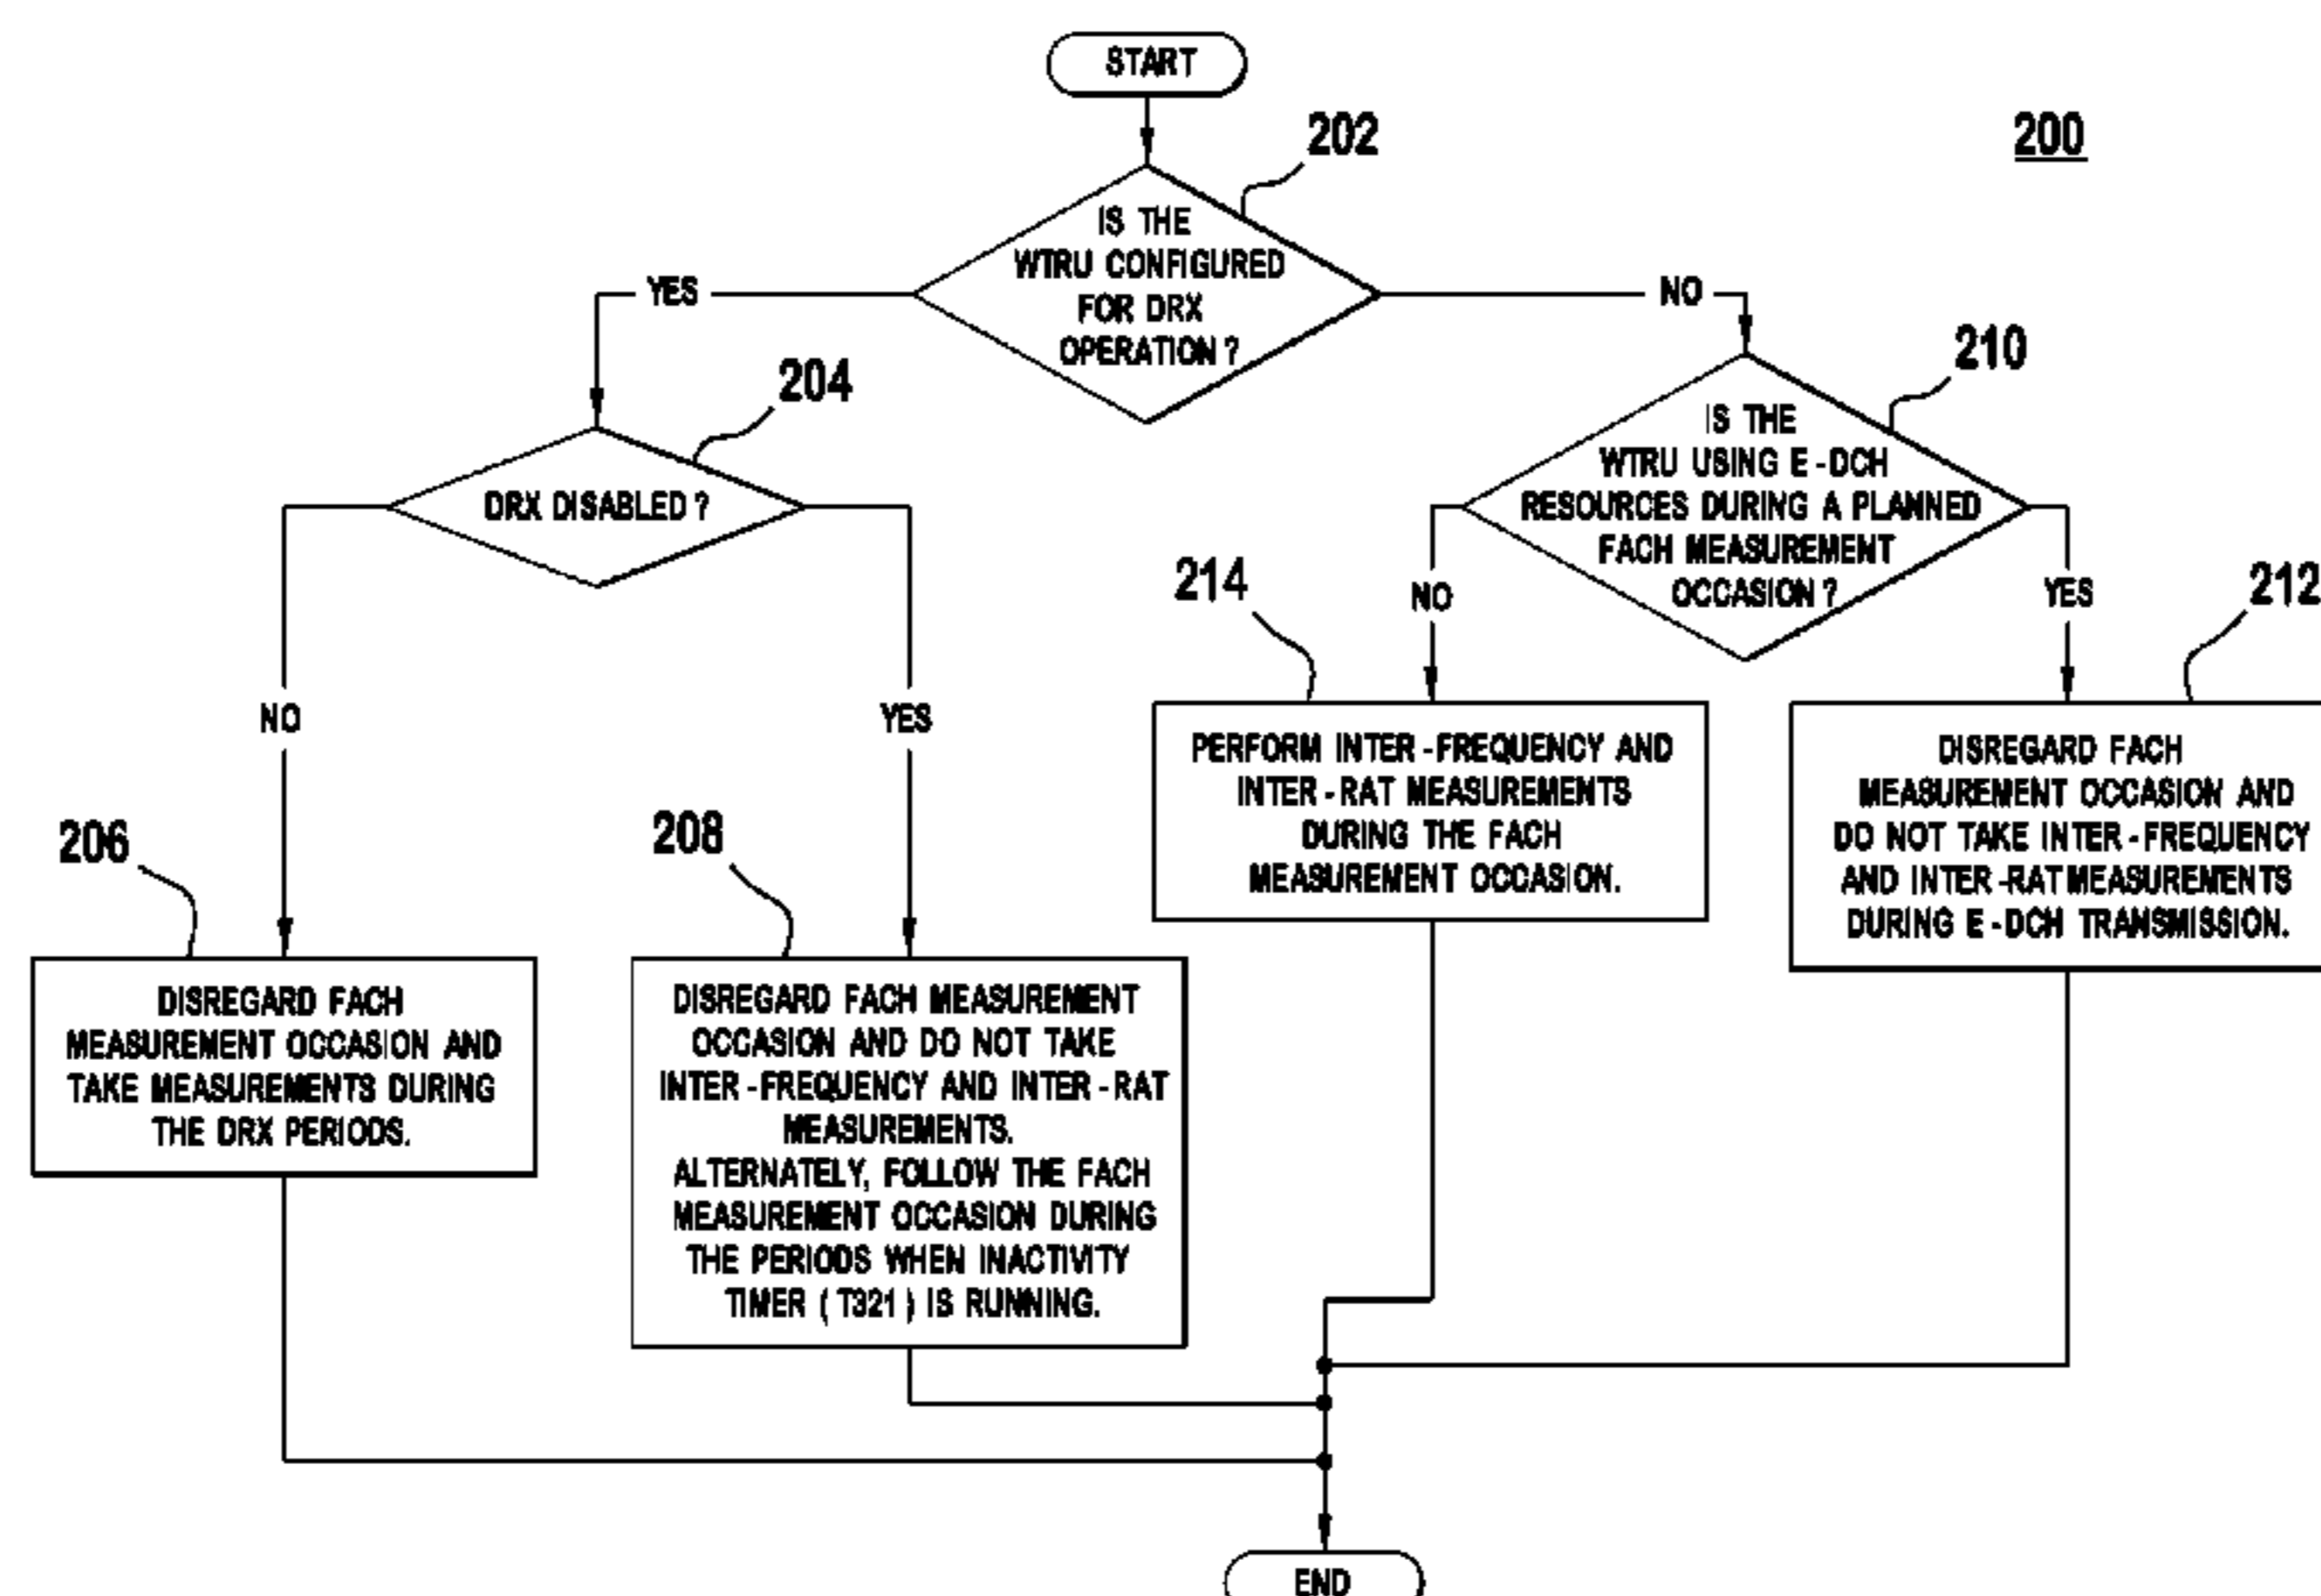 START
202
200
IS THE
WTRU CONFIGURED
FOR DRX
OPERATION ?
YES
NO
204
DRX DISABLED ?
210
IS THE
WTRU USING E-DCH
RESOURCES DURING A PLANNED
FACH MEASUREMENT
OCCASION ?
NO
YES
NO
YES
206
DISREGARD FACH
MEASUREMENT OCCASION AND
TAKE MEASUREMENTS DURING
THE DRX PERIODS.
208
DISREGARD FACH MEASUREMENT
OCCASION AND DO NOT TAKE
INTER-FREQUENCY AND INTER-RAT
MEASUREMENTS.
ALTERNATELY, FOLLOW THE FACH
MEASUREMENT OCCASION DURING
THE PERIODS WHEN INACTIVITY
TIMER ( T321 ) IS RUNNING.
214
PERFORM INTER-FREQUENCY AND
INTER-RAT MEASUREMENTS
DURING THE FACH
MEASUREMENT OCCASION.
212
DISREGARD FACH
MEASUREMENT OCCASION AND
DO NOT TAKE INTER-FREQUENCY
AND INTER-RAT MEASUREMENTS
DURING E-DCH TRANSMISSION.
END